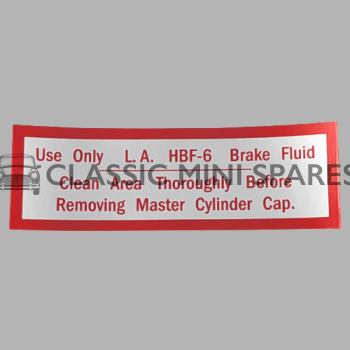 Use Only L.A. HBF-6 Brake Fluid
CLASSIC MINI SPARES
Clean Area Thoroughly Before
Removing Master Cylinder Cap.